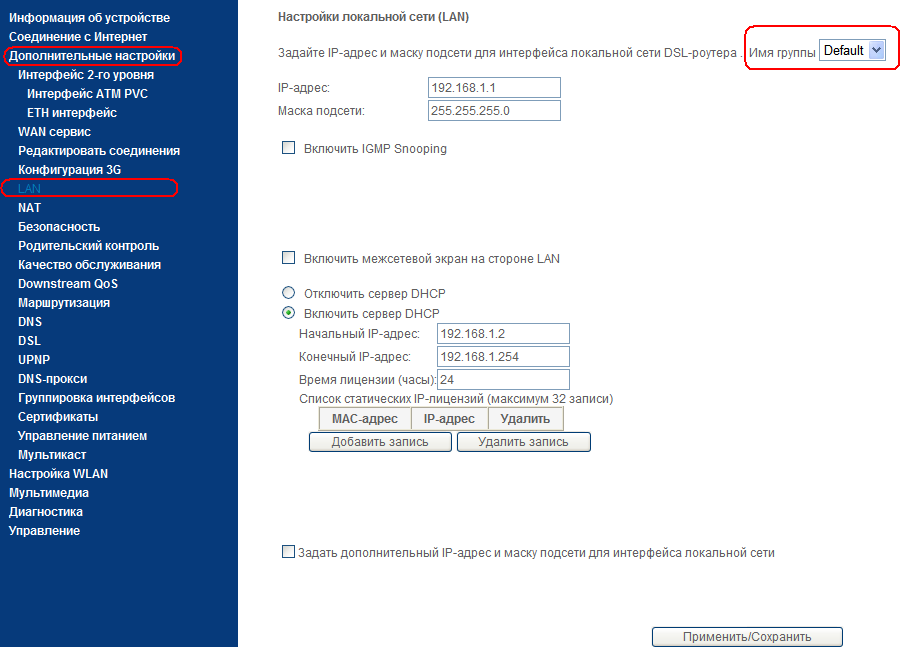 Информация об устройстве
Соединение с Интернет
Дополнительные настройки
Интерфейс 2-го уровня
Интерфейс ATM PVC
ETH интерфейс
WAN сервис
Редактировать соединения
Конфигурация 3G
LAN
NAT
Безопасность
Родительский контроль
Качество обслуживания
Downstream QoS
Маршрутизация
DNS
DSL
UPNP
DNS-прокси
Группировка интерфейсов
Сертификаты
Управление питанием
Мультикаст
Настройка WLAN
Мультимедиа
Диагностика
Управление
Настройки локальной сети (LAN)
Задайте IP-адрес и маску подсети для интерфейса локальной сети DSL-роутера . Имя группы Default
IP-адрес: 192.168.1.1
Маска подсети: 255.255.255.0
Включить IGMP Snooping
Включить межсетевой экран на стороне LAN
Отключить сервер DHCP
Включить сервер DHCP
Начальный IP-адрес: 192.168.1.2
Конечный IP-адрес: 192.168.1.254
Время лицензии (часы): 24
Список статических IP-лицензий (максимум 32 записи)
MAC-адрес IP-адрес Удалить
Добавить запись Удалить запись
Задать дополнительный IP-адрес и маску подсети для интерфейса локальной сети
Применить/Сохранить